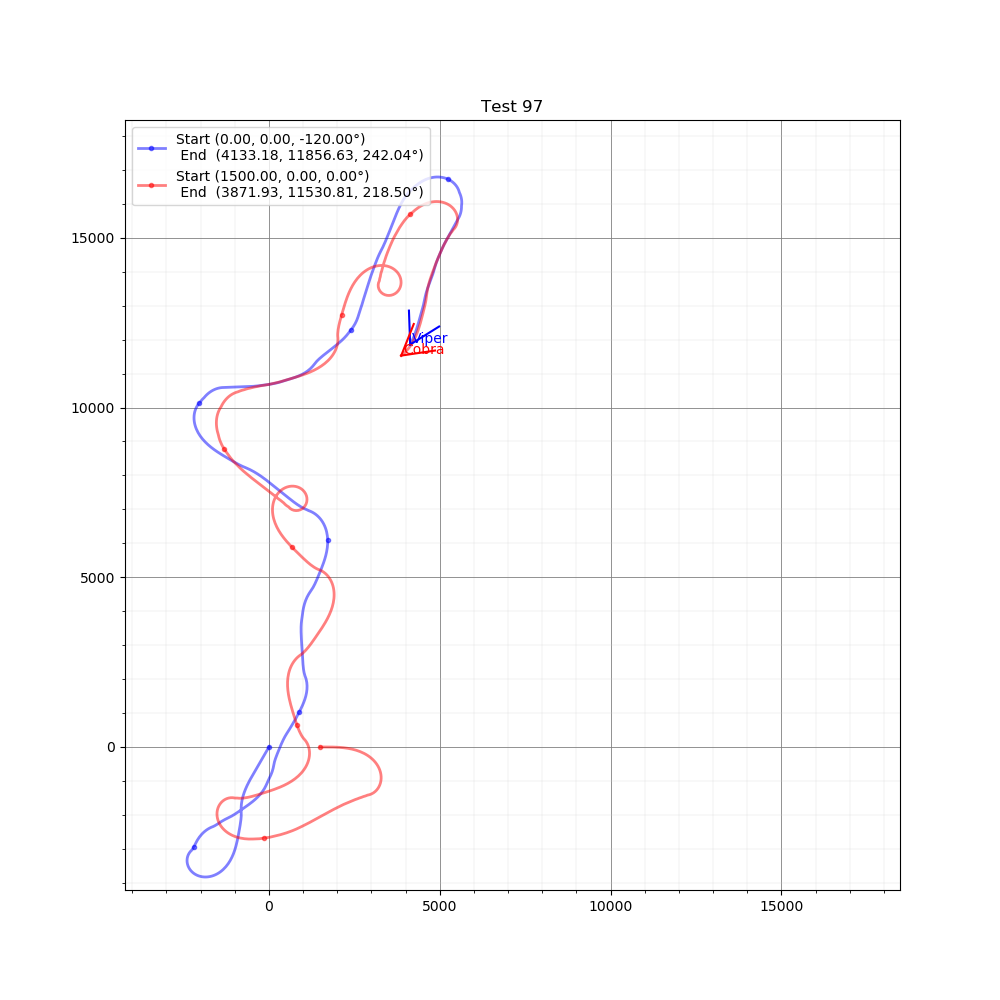 Test 97
Start (0.00, 0.00, -120.00°)
End  (4133.18, 11856.63, 242.04°)
Start (1500.00, 0.00, 0.00°)
End  (3871.93, 11530.81, 218.50°)
15000
Viper
Cobra
10000
5000
0
0 5000 10000 15000